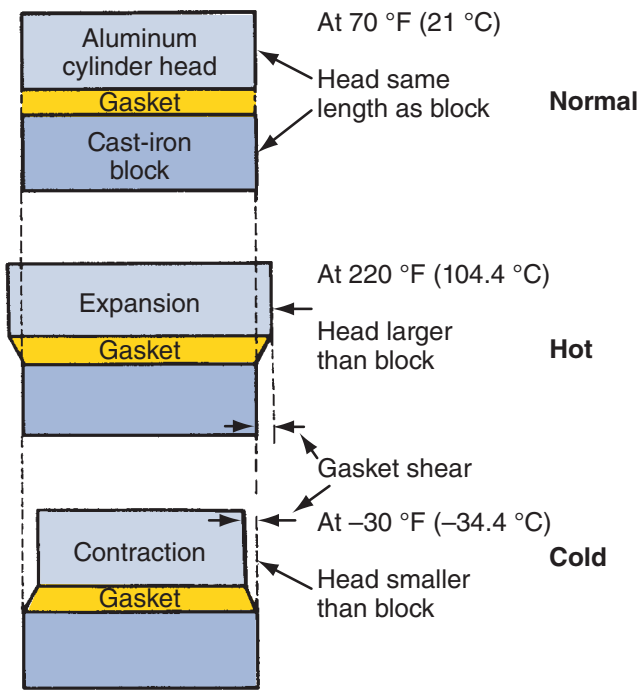 At 70 °F (21 °C)
Aluminum
cylinder head
Head same
length as block
Normal
Gasket
Cast-iron
block
At 220 °F (104.4 °C)
Expansion
Head larger
than block
Hot
Gasket
Gasket shear
At –30 °F (–34.4 °C)
Contraction
Cold
Head smaller
than block
Gasket